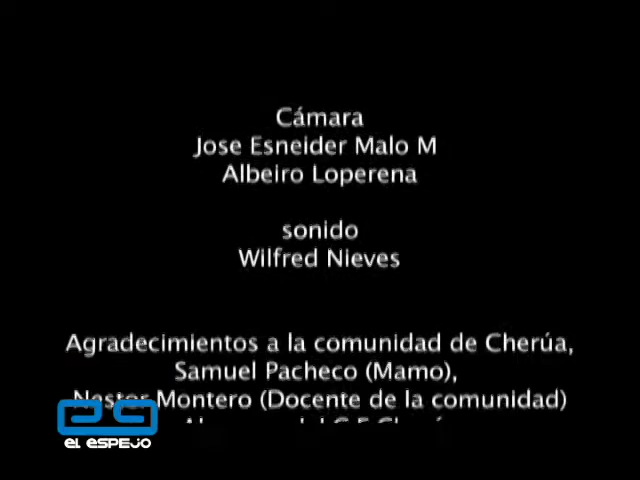 Cámara
Jose Esneider Malo M
Albeiro Loperena
sonido
Wilfred Nieves
Agradecimientos a la comunidad de Cherúa,
Samuel Pacheco (Mamo),
Nestor Montero (Docente de la comunidad)
EL ESPEJO